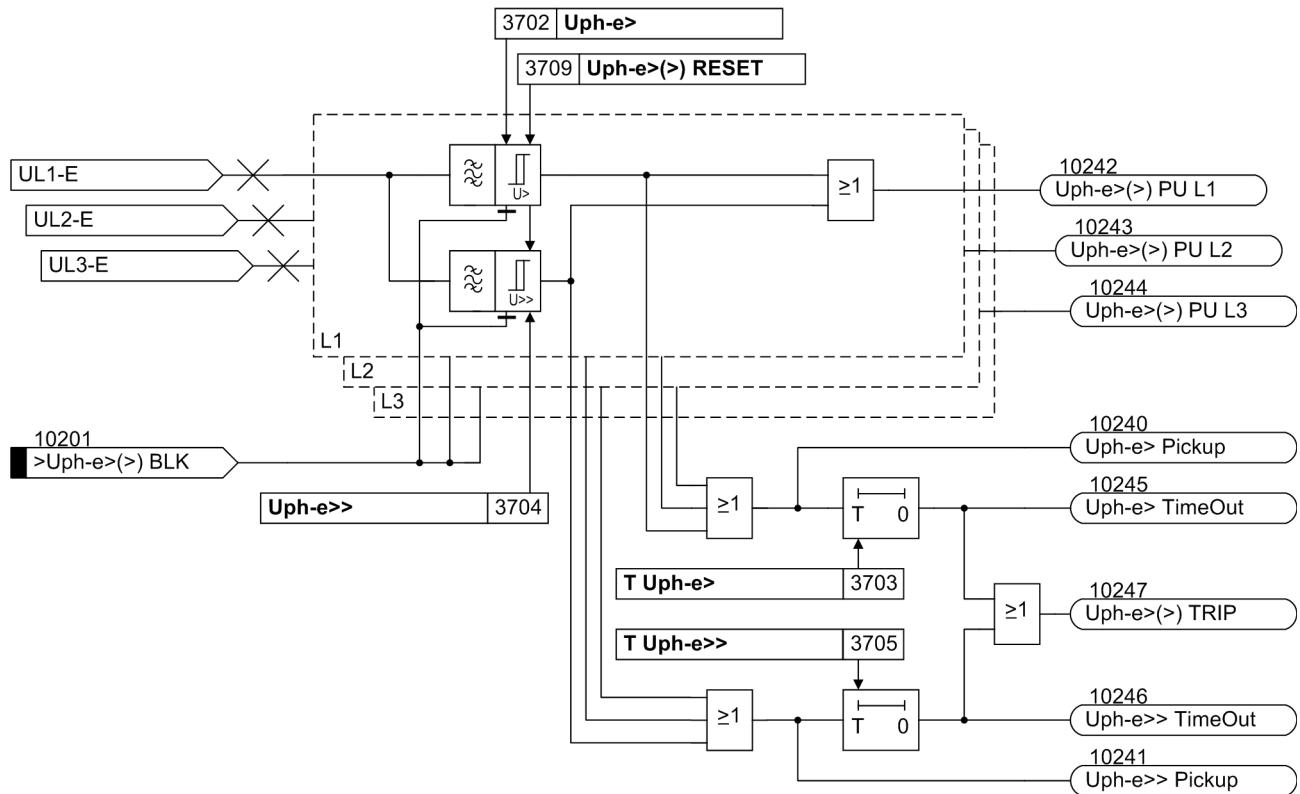 3702 Uph-e>
3709 Uph-e>(>) RESET
UL1-E
UL2-E
UL3-E
U>
U>>
≥1
10242
Uph-e>(>) PU L1
10243
Uph-e>(>) PU L2
10244
Uph-e>(>) PU L3
L1
L2
L3
10201
>Uph-e>(>) BLK
Uph-e>> 3704
10240
Uph-e> Pickup
≥1
T 0
10245
Uph-e> TimeOut
T Uph-e> 3703
≥1
10247
Uph-e>(>) TRIP
T Uph-e>> 3705
≥1
T 0
10246
Uph-e>> TimeOut
10241
Uph-e>> Pickup